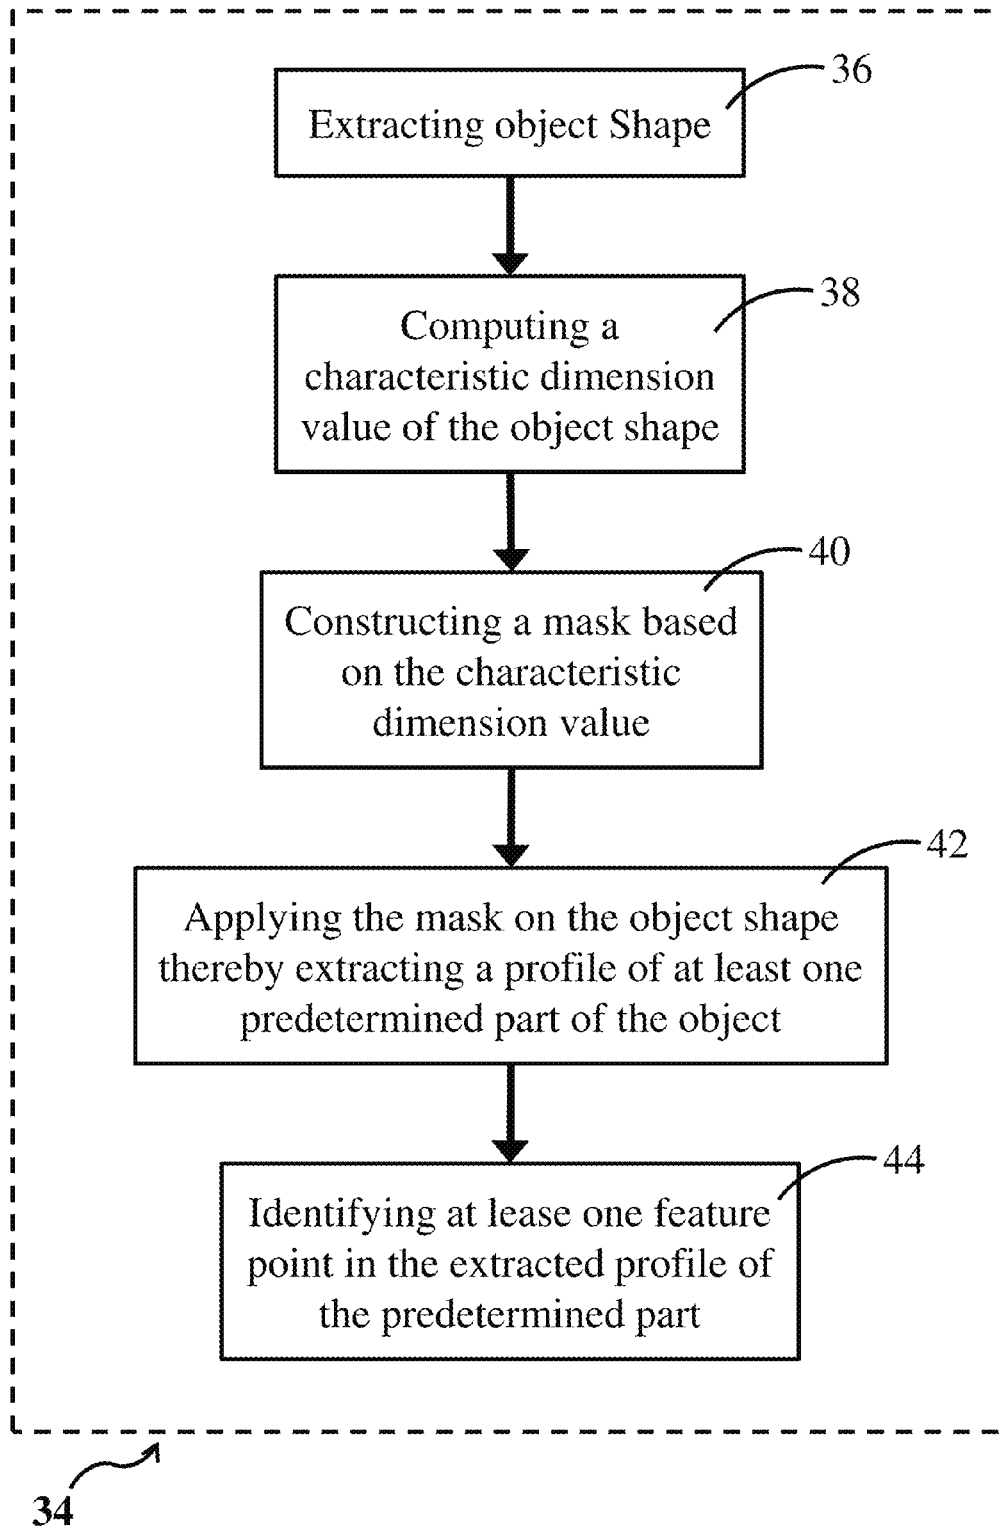 36
Extracting object Shape
38
Computing a
characteristic dimension
value of the object shape
40
Constructing a mask based
on the characteristic
dimension value
42
Applying the mask on the object shape
thereby extracting a profile of at least one
predetermined part of the object
44
Identifying at lease one feature
point in the extracted profile of
the predetermined part
34